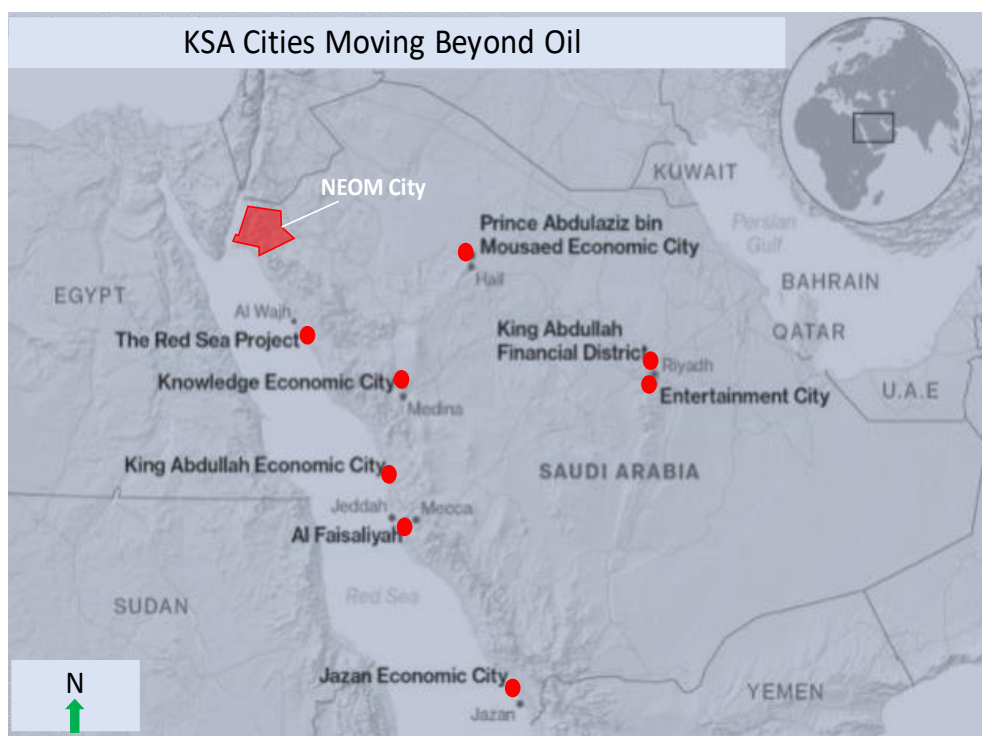 KSA Cities Moving Beyond Oil
KUWAIT
NEOM City
Persian
Gulf
Prince Abdulaziz bin
Mousaed Economic City
Hail
BAHRAIN
EGYPT
Al Wajh
The Red Sea Project
QATAR
King Abdullah
Financial District
Riyadh
Knowledge Economic City
Medina
Entertainment City
U.A.E
King Abdullah Economic City
SAUDI ARABIA
Jeddah
Mecca
Al Faisaliyah
Red Sea
SUDAN
Jazan Economic City
Jazan
YEMEN
N